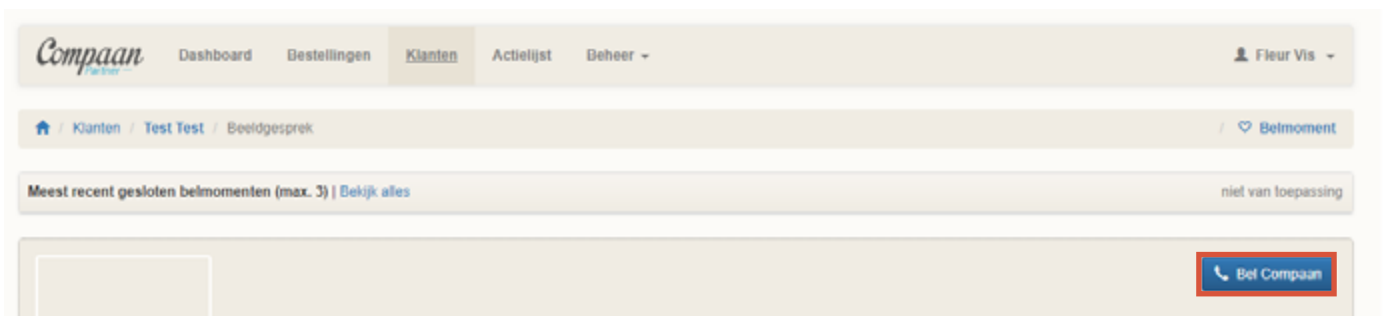 Compaan Dashboard Bestellingen Klanten Actielijst Beheer Fleur Vis
Partner
/ Klanten / Test Test / Beeldgesprek / Belmoment
Meest recent gesloten belmomenten (max. 3) | Bekijk alles niet van toepassing
Bel Compaan